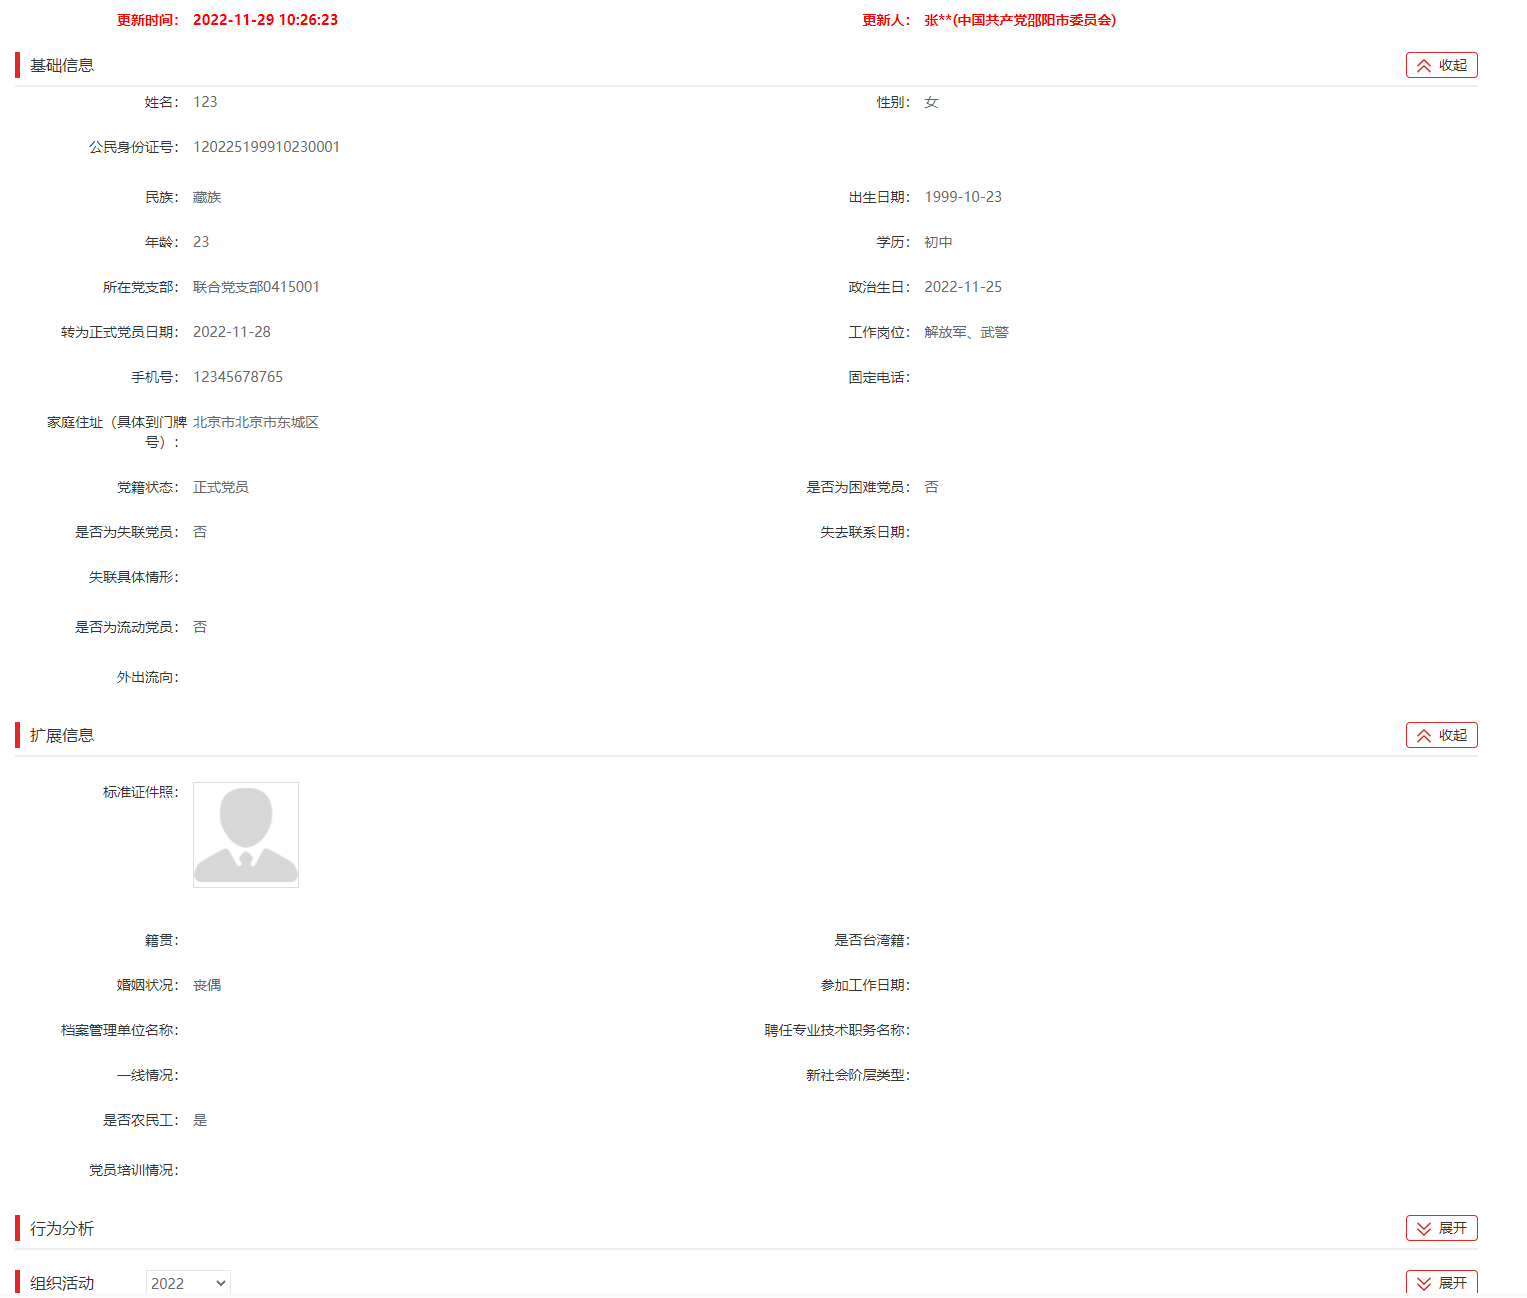 更新时间： 2022-11-29 10:26:23 更新人： 张**(中国共产党邵阳市委员会)
基础信息 收起
姓名： 123 性别： 女
公民身份证号： 120225199910230001
民族： 藏族 出生日期： 1999-10-23
年龄： 23 学历： 初中
所在党支部： 联合党支部0415001 政治生日： 2022-11-25
转为正式党员日期： 2022-11-28 工作岗位： 解放军、武警
手机号： 12345678765 固定电话：
家庭住址（具体到门牌 北京市北京市东城区
号）：
党籍状态： 正式党员 是否为困难党员： 否
是否为失联党员： 否 失去联系日期：
失联具体情形：
是否为流动党员： 否
外出流向：
扩展信息 收起
标准证件照：
籍贯： 是否台湾籍：
婚姻状况： 丧偶 参加工作日期：
档案管理单位名称： 聘任专业技术职务名称：
一线情况： 新社会阶层类型：
是否农民工： 是
党员培训情况：
行为分析 展开
组织活动 2022 展开